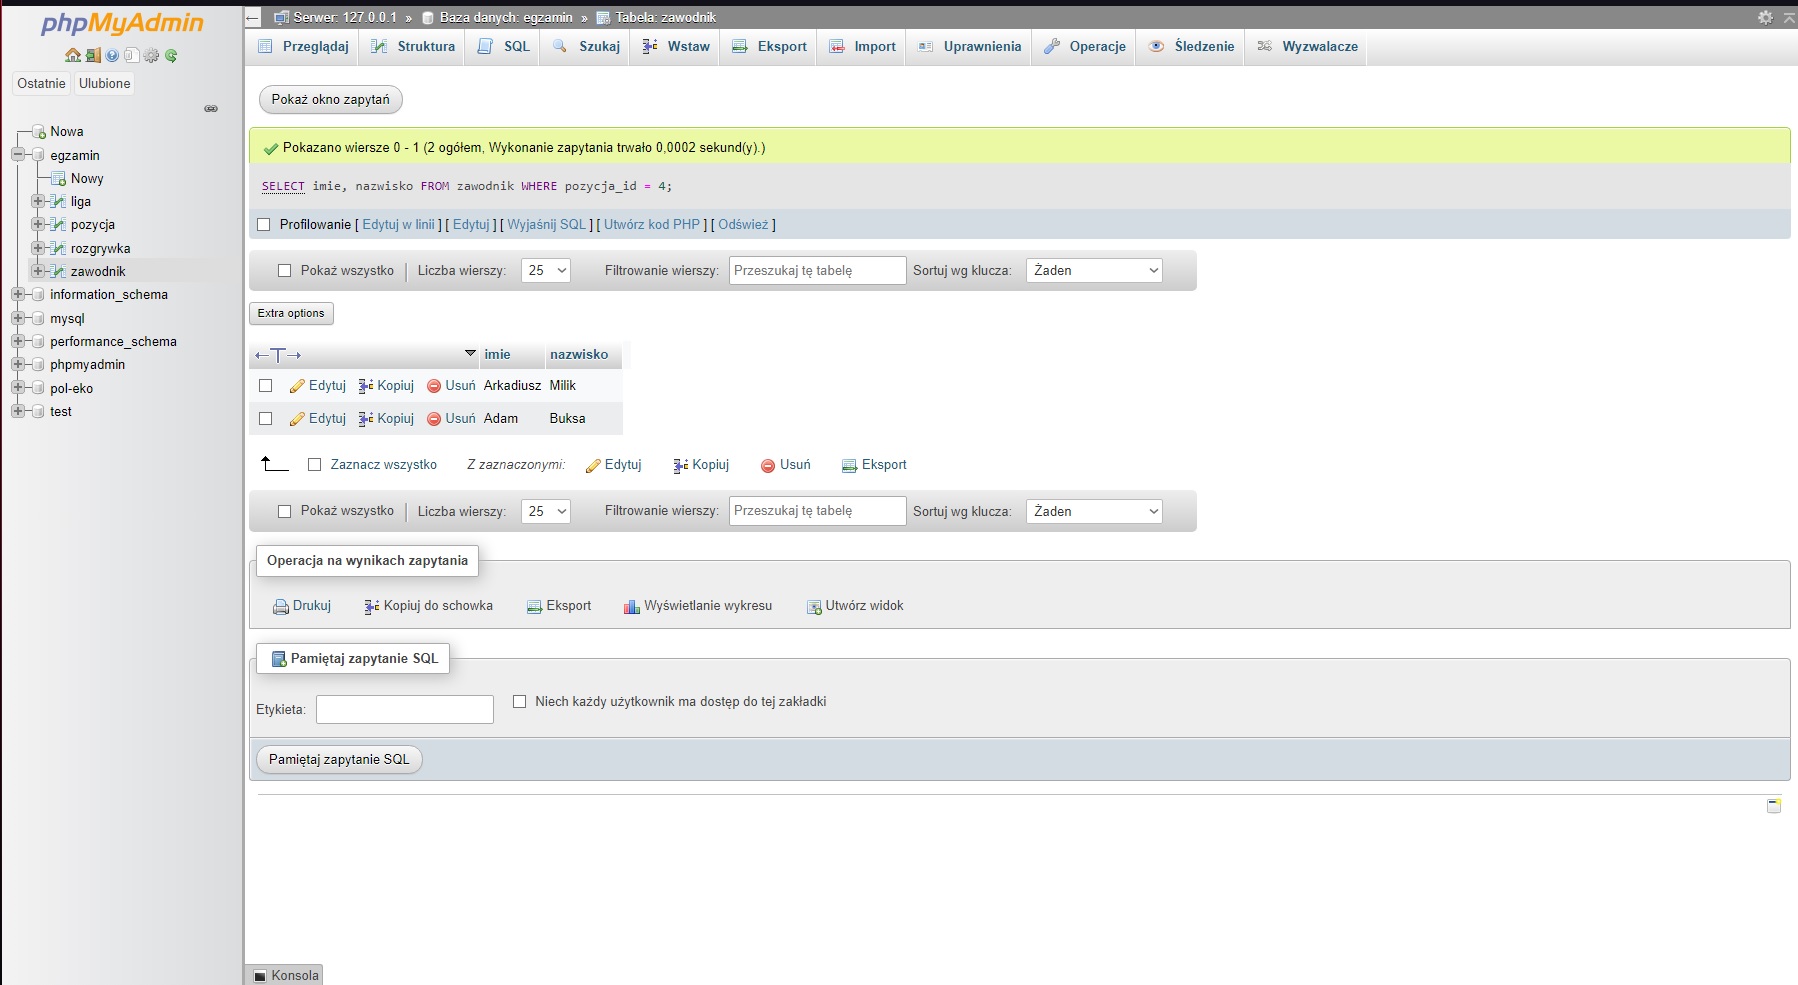 phpMyAdmin
Ostatnie Ulubione
Nowa
egzamin
Nowy
liga
pozycja
rozgrywka
zawodnik
information_schema
mysql
performance_schema
phpmyadmin
pol-eko
test
Serwer: 127.0.0.1 » Baza danych: egzamin » Tabela: zawodnik
Przeglądaj Struktura SQL Szukaj Wstaw Eksport Import Uprawnienia Operacje Śledzenie Wyzwalacze
Pokaż okno zapytań
Pokazano wiersze 0 - 1 (2 ogółem, Wykonanie zapytania trwało 0,0002 sekund(y).)
SELECT imie, nazwisko FROM zawodnik WHERE pozycja_id = 4;
Profilowanie [ Edytuj w linii ] [ Edytuj ] [ Wyjaśnij SQL ] [ Utwórz kod PHP ] [ Odśwież ]
Pokaż wszystko Liczba wierszy: 25 Filtrowanie wierszy: Przeszukaj tę tabelę Sortuj wg klucza: Żaden
Extra options
←T→ imie nazwisko
Edytuj Kopiuj Usuń Arkadiusz Milik
Edytuj Kopiuj Usuń Adam Buksa
Zaznacz wszystko Z zaznaczonymi: Edytuj Kopiuj Usuń Eksport
Pokaż wszystko Liczba wierszy: 25 Filtrowanie wierszy: Przeszukaj tę tabelę Sortuj wg klucza: Żaden
Operacja na wynikach zapytania
Drukuj Kopiuj do schowka Eksport Wyświetlanie wykresu Utwórz widok
Pamiętaj zapytanie SQL
Etykieta: Niech każdy użytkownik ma dostęp do tej zakładki
Pamiętaj zapytanie SQL
Konsola